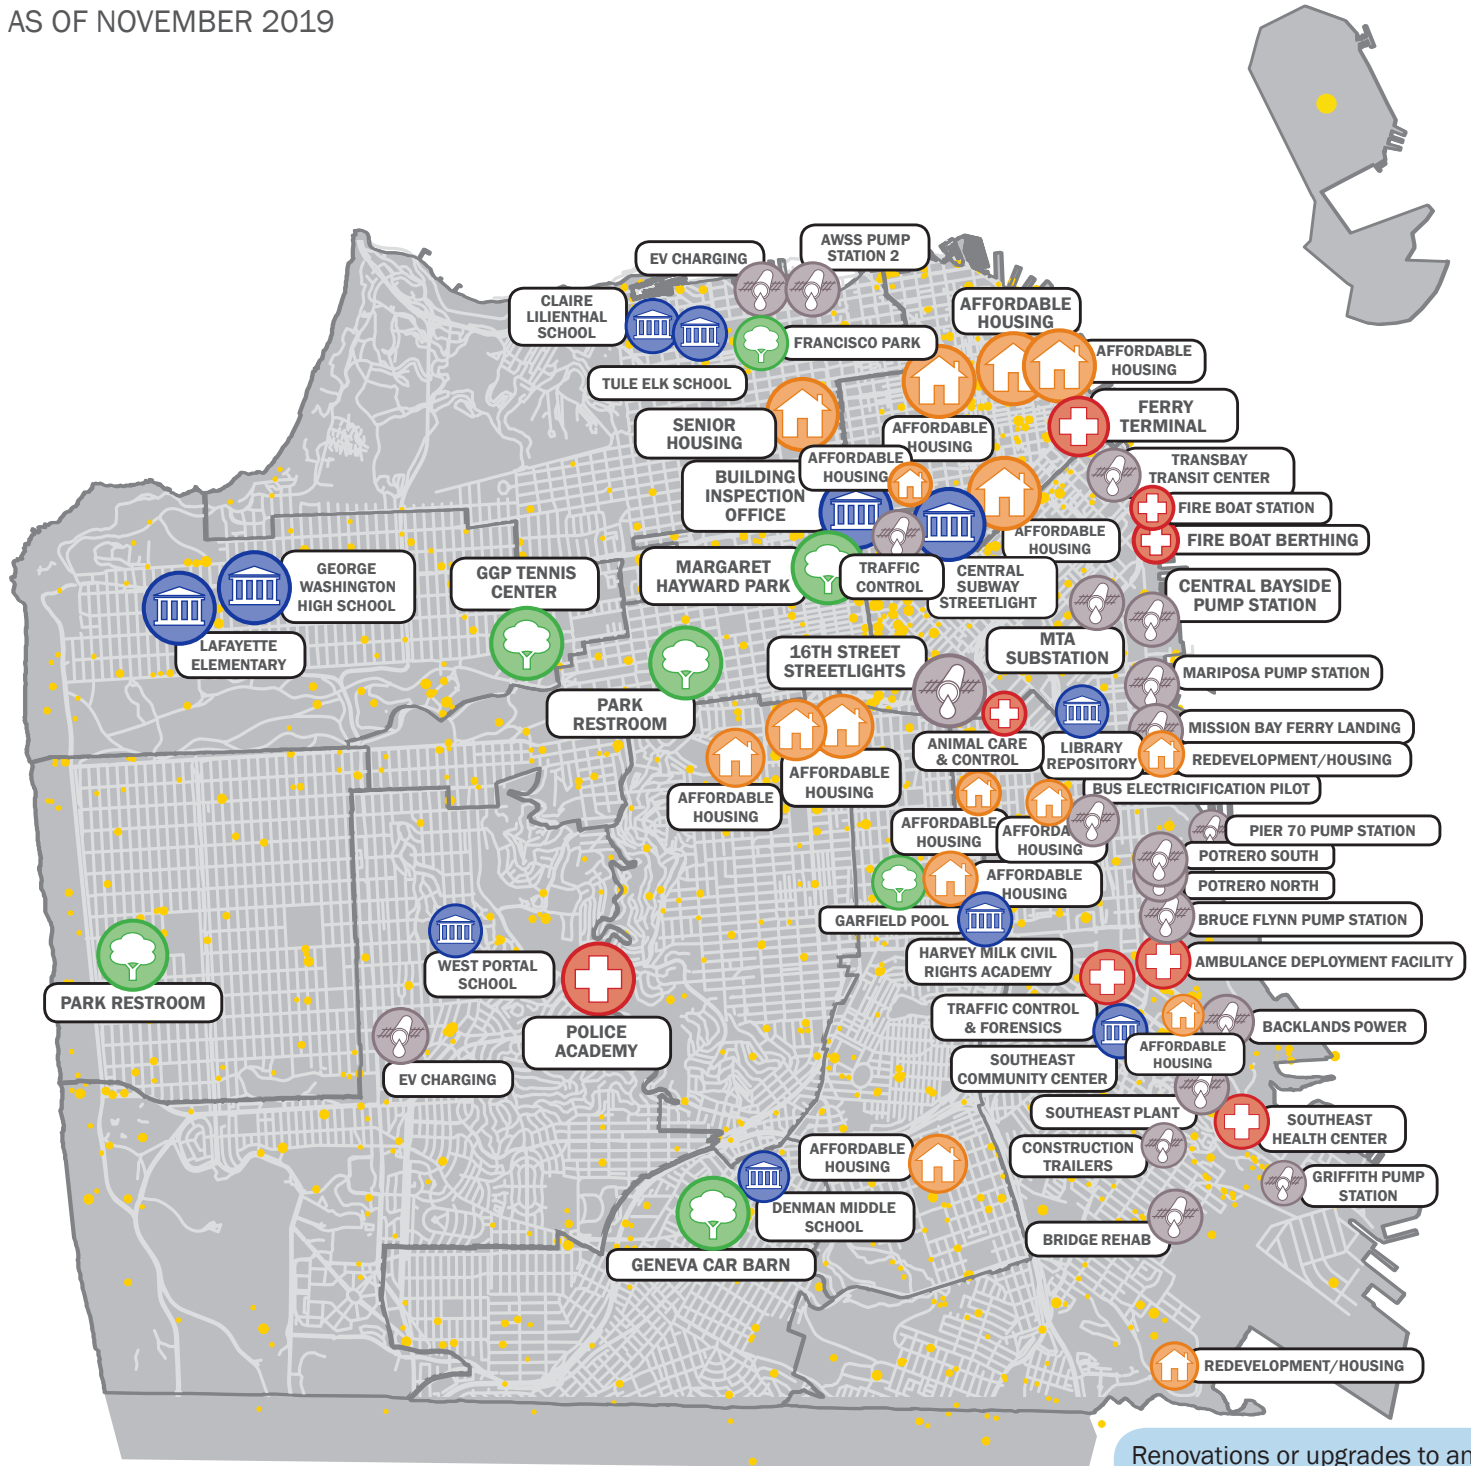 AS OF NOVEMBER 2019
EV CHARGING
AWSS PUMP
STATION 2
CLAIRE
LILIENTHAL
SCHOOL
AFFORDABLE
HOUSING
FRANCISCO PARK
AFFORDABLE
HOUSING
TULE ELK SCHOOL
SENIOR
HOUSING
FERRY
TERMINAL
AFFORDABLE
HOUSING
AFFORDABLE
HOUSING
BUILDING
INSPECTION
OFFICE
TRANSBAY
TRANSIT CENTER
FIRE BOAT STATION
AFFORDABLE
HOUSING
FIRE BOAT BERTHING
GEORGE
WASHINGTON
HIGH SCHOOL
GGP TENNIS
CENTER
MARGARET
HAYWARD PARK
TRAFFIC
CONTROL
CENTRAL
SUBWAY
STREETLIGHT
CENTRAL BAYSIDE
PUMP STATION
LAFAYETTE
ELEMENTARY
16TH STREET
STREETLIGHTS
MTA
SUBSTATION
MARIPOSA PUMP STATION
PARK
RESTROOM
MISSION BAY FERRY LANDING
ANIMAL CARE
& CONTROL
LIBRARY
REPOSITORY
REDEVELOPMENT/HOUSING
AFFORDABLE
HOUSING
AFFORDABLE
HOUSING
BUS ELECTRICIFICATION PILOT
AFFORDABLE
HOUSING
AFFORDA
HOUSING
PIER 70 PUMP STATION
POTRERO SOUTH
AFFORDABLE
HOUSING
POTRERO NORTH
GARFIELD POOL
BRUCE FLYNN PUMP STATION
HARVEY MILK CIVIL
RIGHTS ACADEMY
AMBULANCE DEPLOYMENT FACILITY
WEST PORTAL
SCHOOL
PARK RESTROOM
TRAFFIC CONTROL
& FORENSICS
BACKLANDS POWER
POLICE
ACADEMY
AFFORDABLE
HOUSING
SOUTHEAST
COMMUNITY CENTER
EV CHARGING
SOUTHEAST PLANT
SOUTHEAST
HEALTH CENTER
AFFORDABLE
HOUSING
CONSTRUCTION
TRAILERS
GRIFFITH PUMP
STATION
DENMAN MIDDLE
SCHOOL
BRIDGE REHAB
GENEVA CAR BARN
REDEVELOPMENT/HOUSING
Renovations or upgrades to an